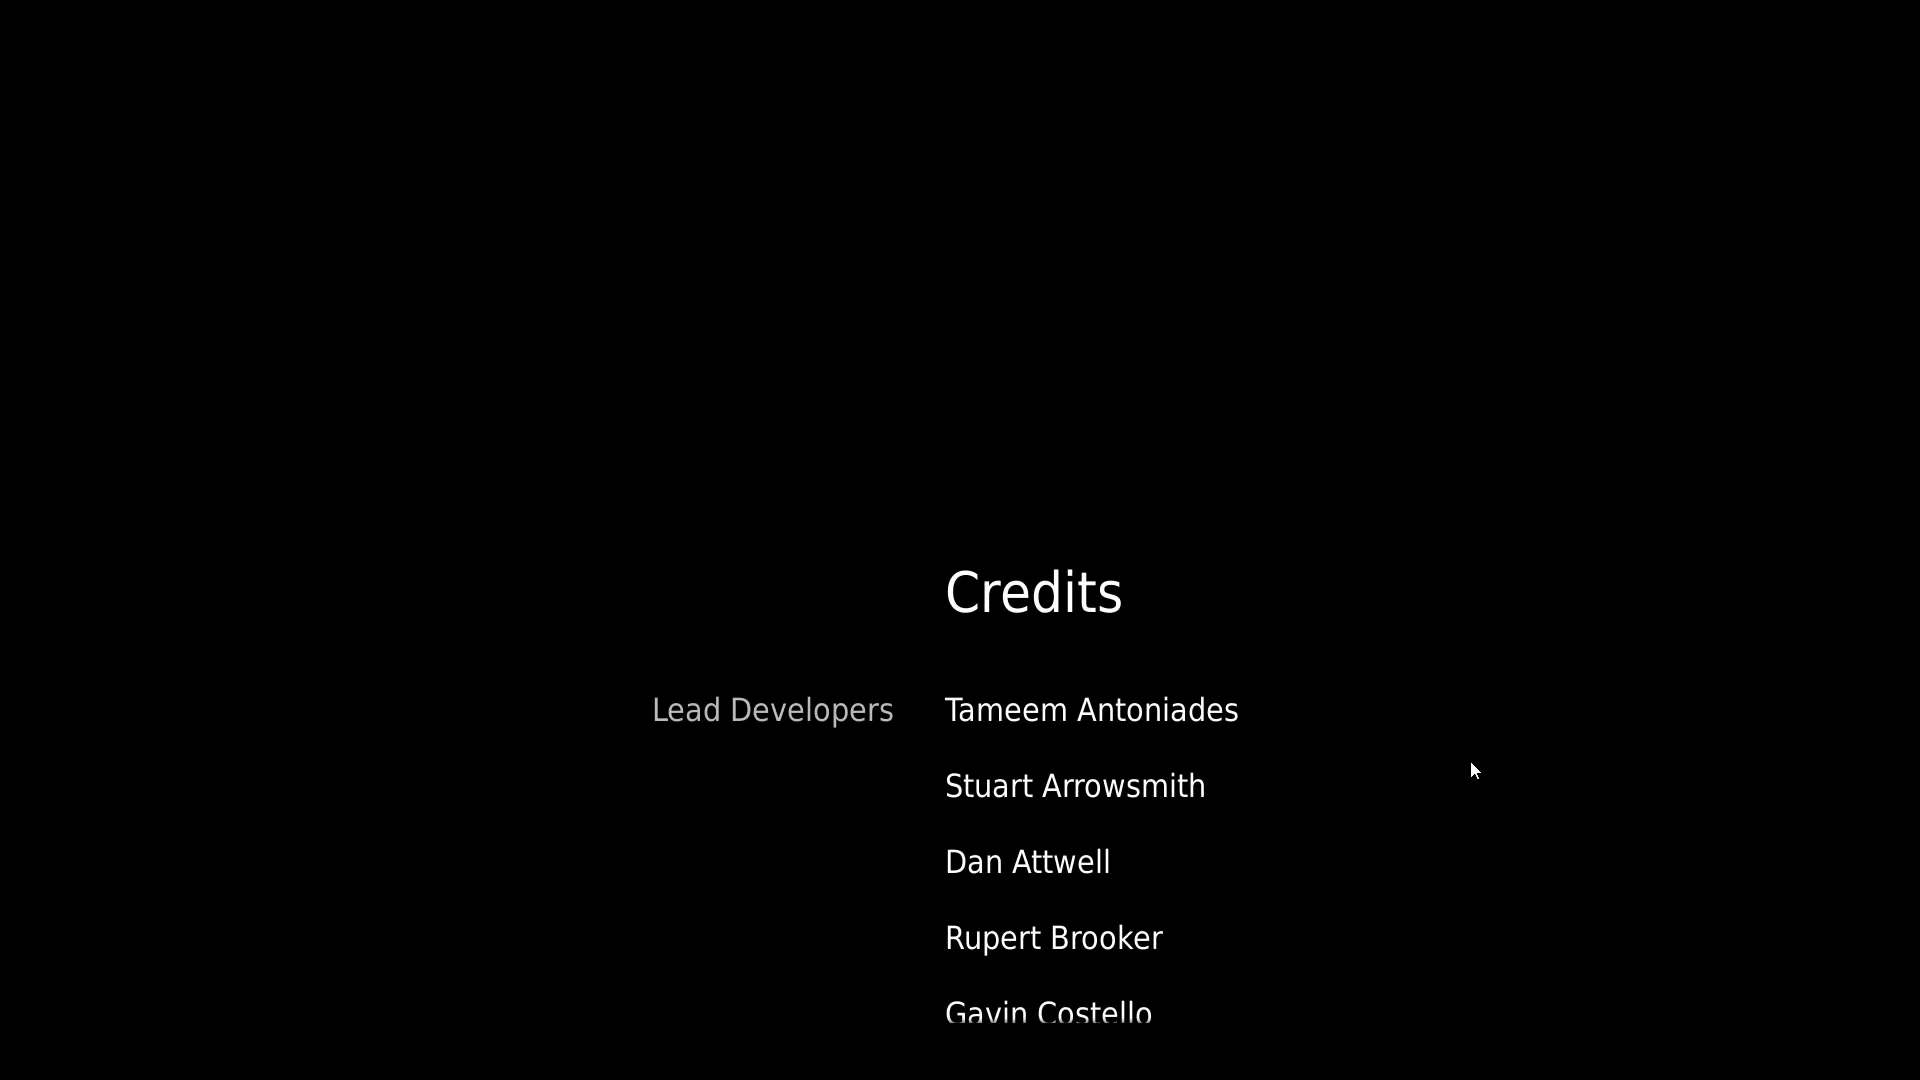 Credits
Lead Developers Tameem Antoniades
Stuart Arrowsmith
Dan Attwell
Rupert Brooker
Gavin Costello